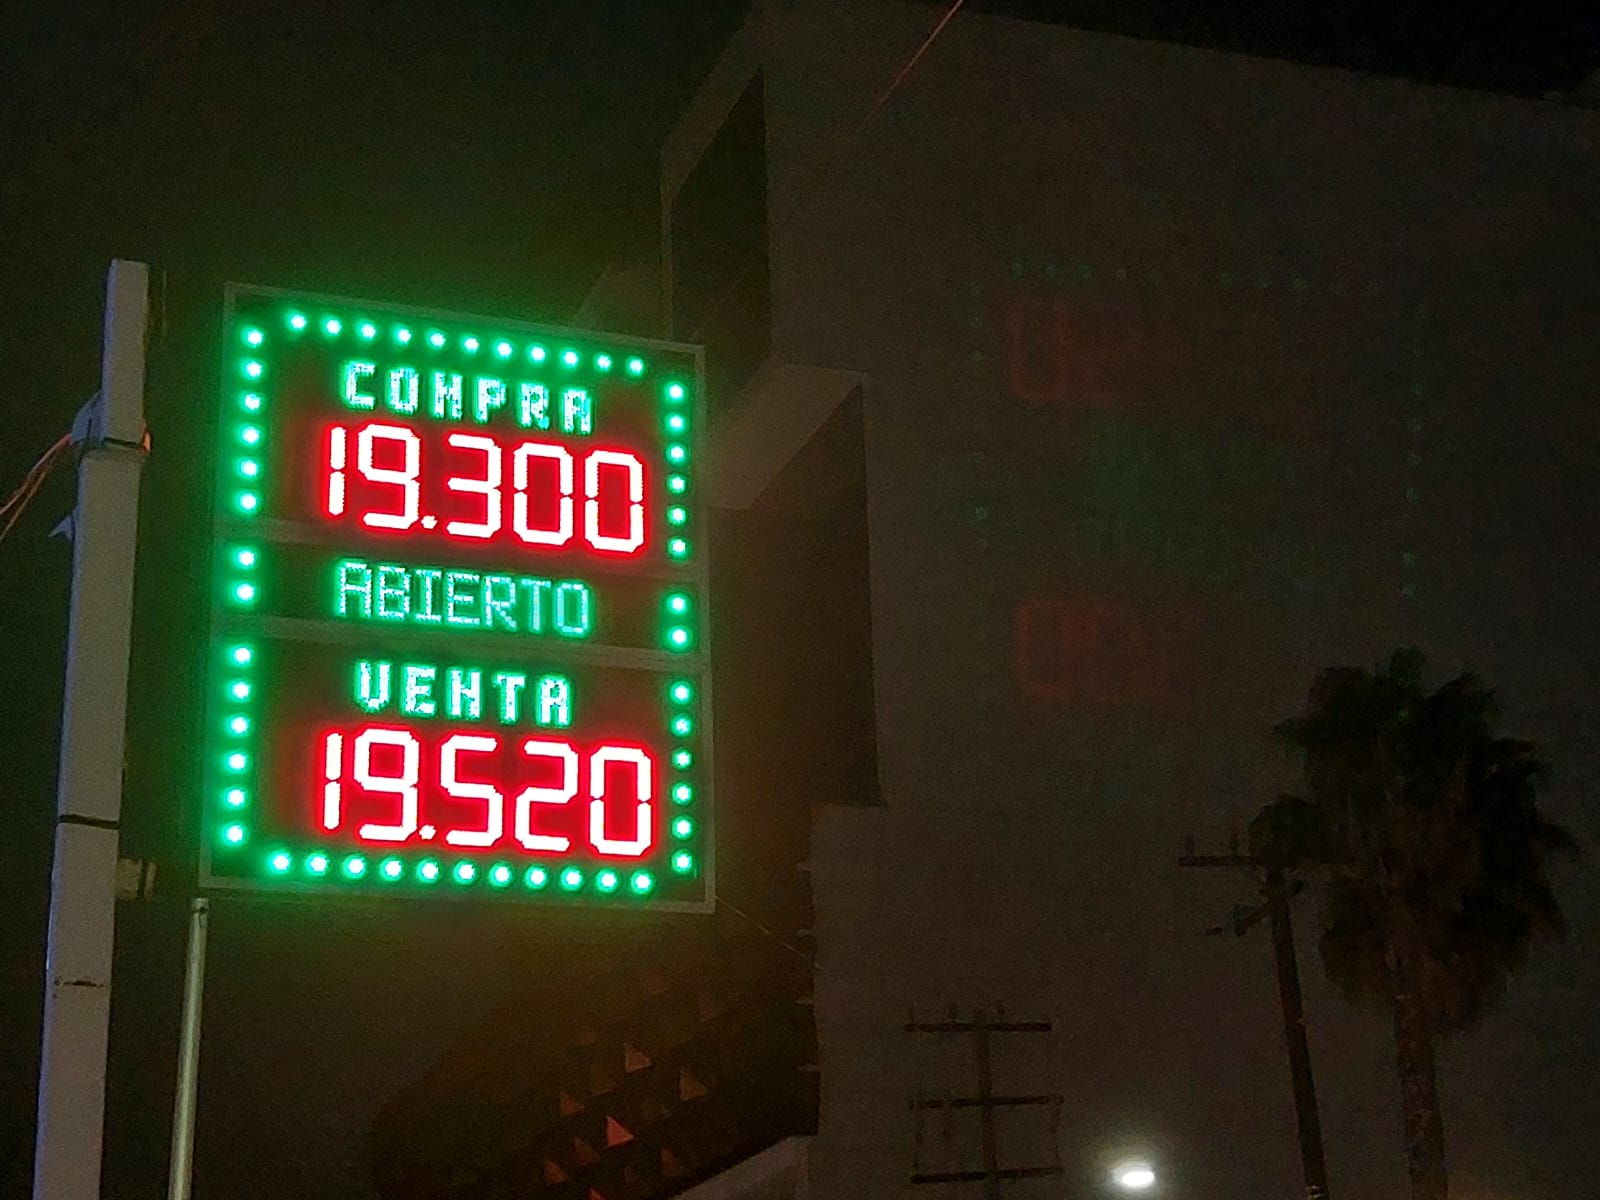 COMPRA
19.300
ABIERTO
VENTA
19.520